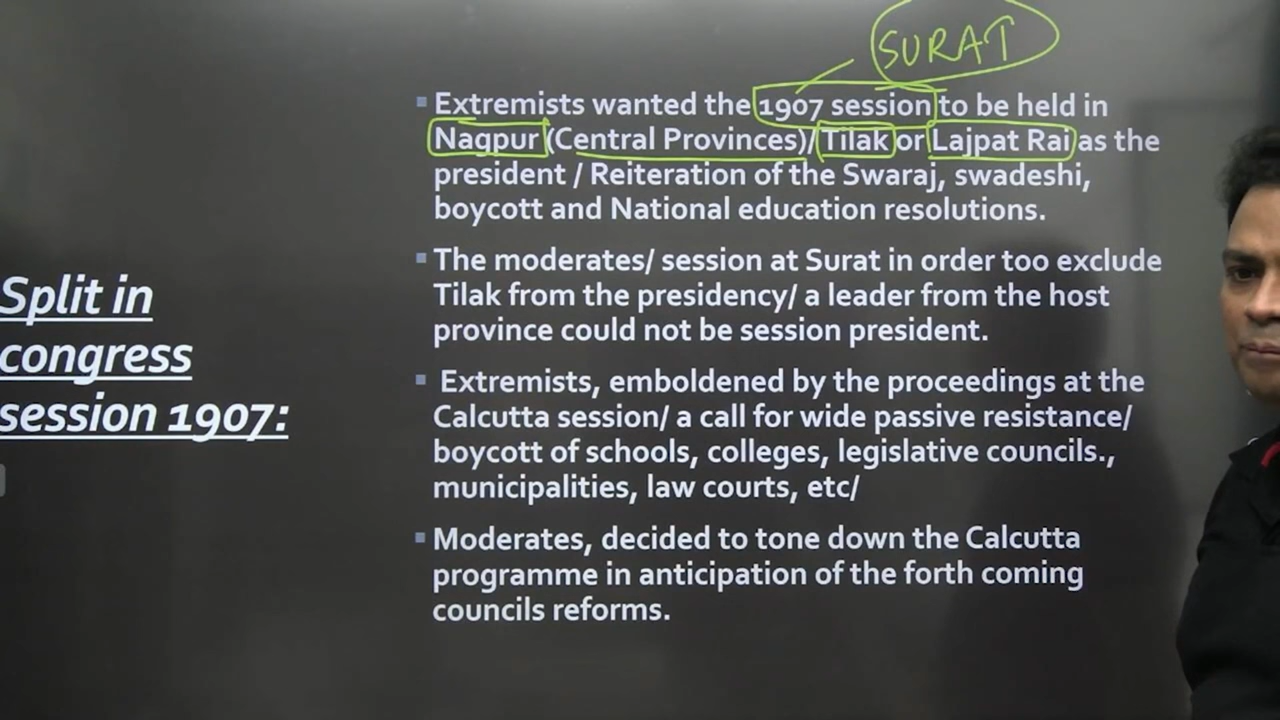 SURAT
Extremists wanted the 1907 session to be held in
Nagpur (Central Provinces)/ Tilak or Lajpat Rai as the
president / Reiteration of the Swaraj, swadeshi,
boycott and National education resolutions.
The moderates/ session at Surat in order too exclude
Tilak from the presidency/ a leader from the host
province could not be session president.
Extremists, emboldened by the proceedings at the
Calcutta session/ a call for wide passive resistance/
boycott of schools, colleges, legislative councils.,
municipalities, law courts, etc/
Moderates, decided to tone down the Calcutta
programme in anticipation of the forth coming
councils reforms.
Split in
congress
session 1907: